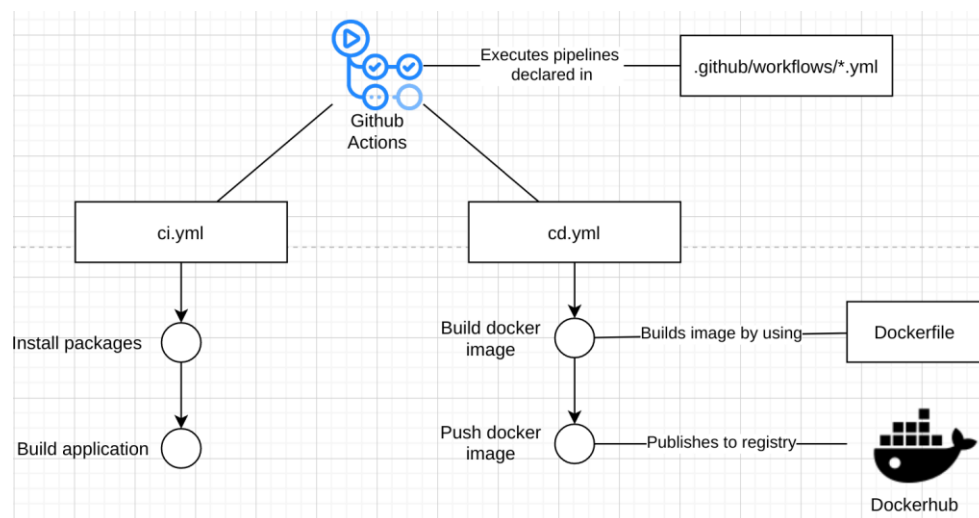 Executes pipelines
declared in
.github/workflows/*.yml
Github
Actions
ci.yml
cd.yml
Install packages
Build docker
image
Builds image by using
Dockerfile
Build application
Push docker
image
Publishes to registry
Dockerhub